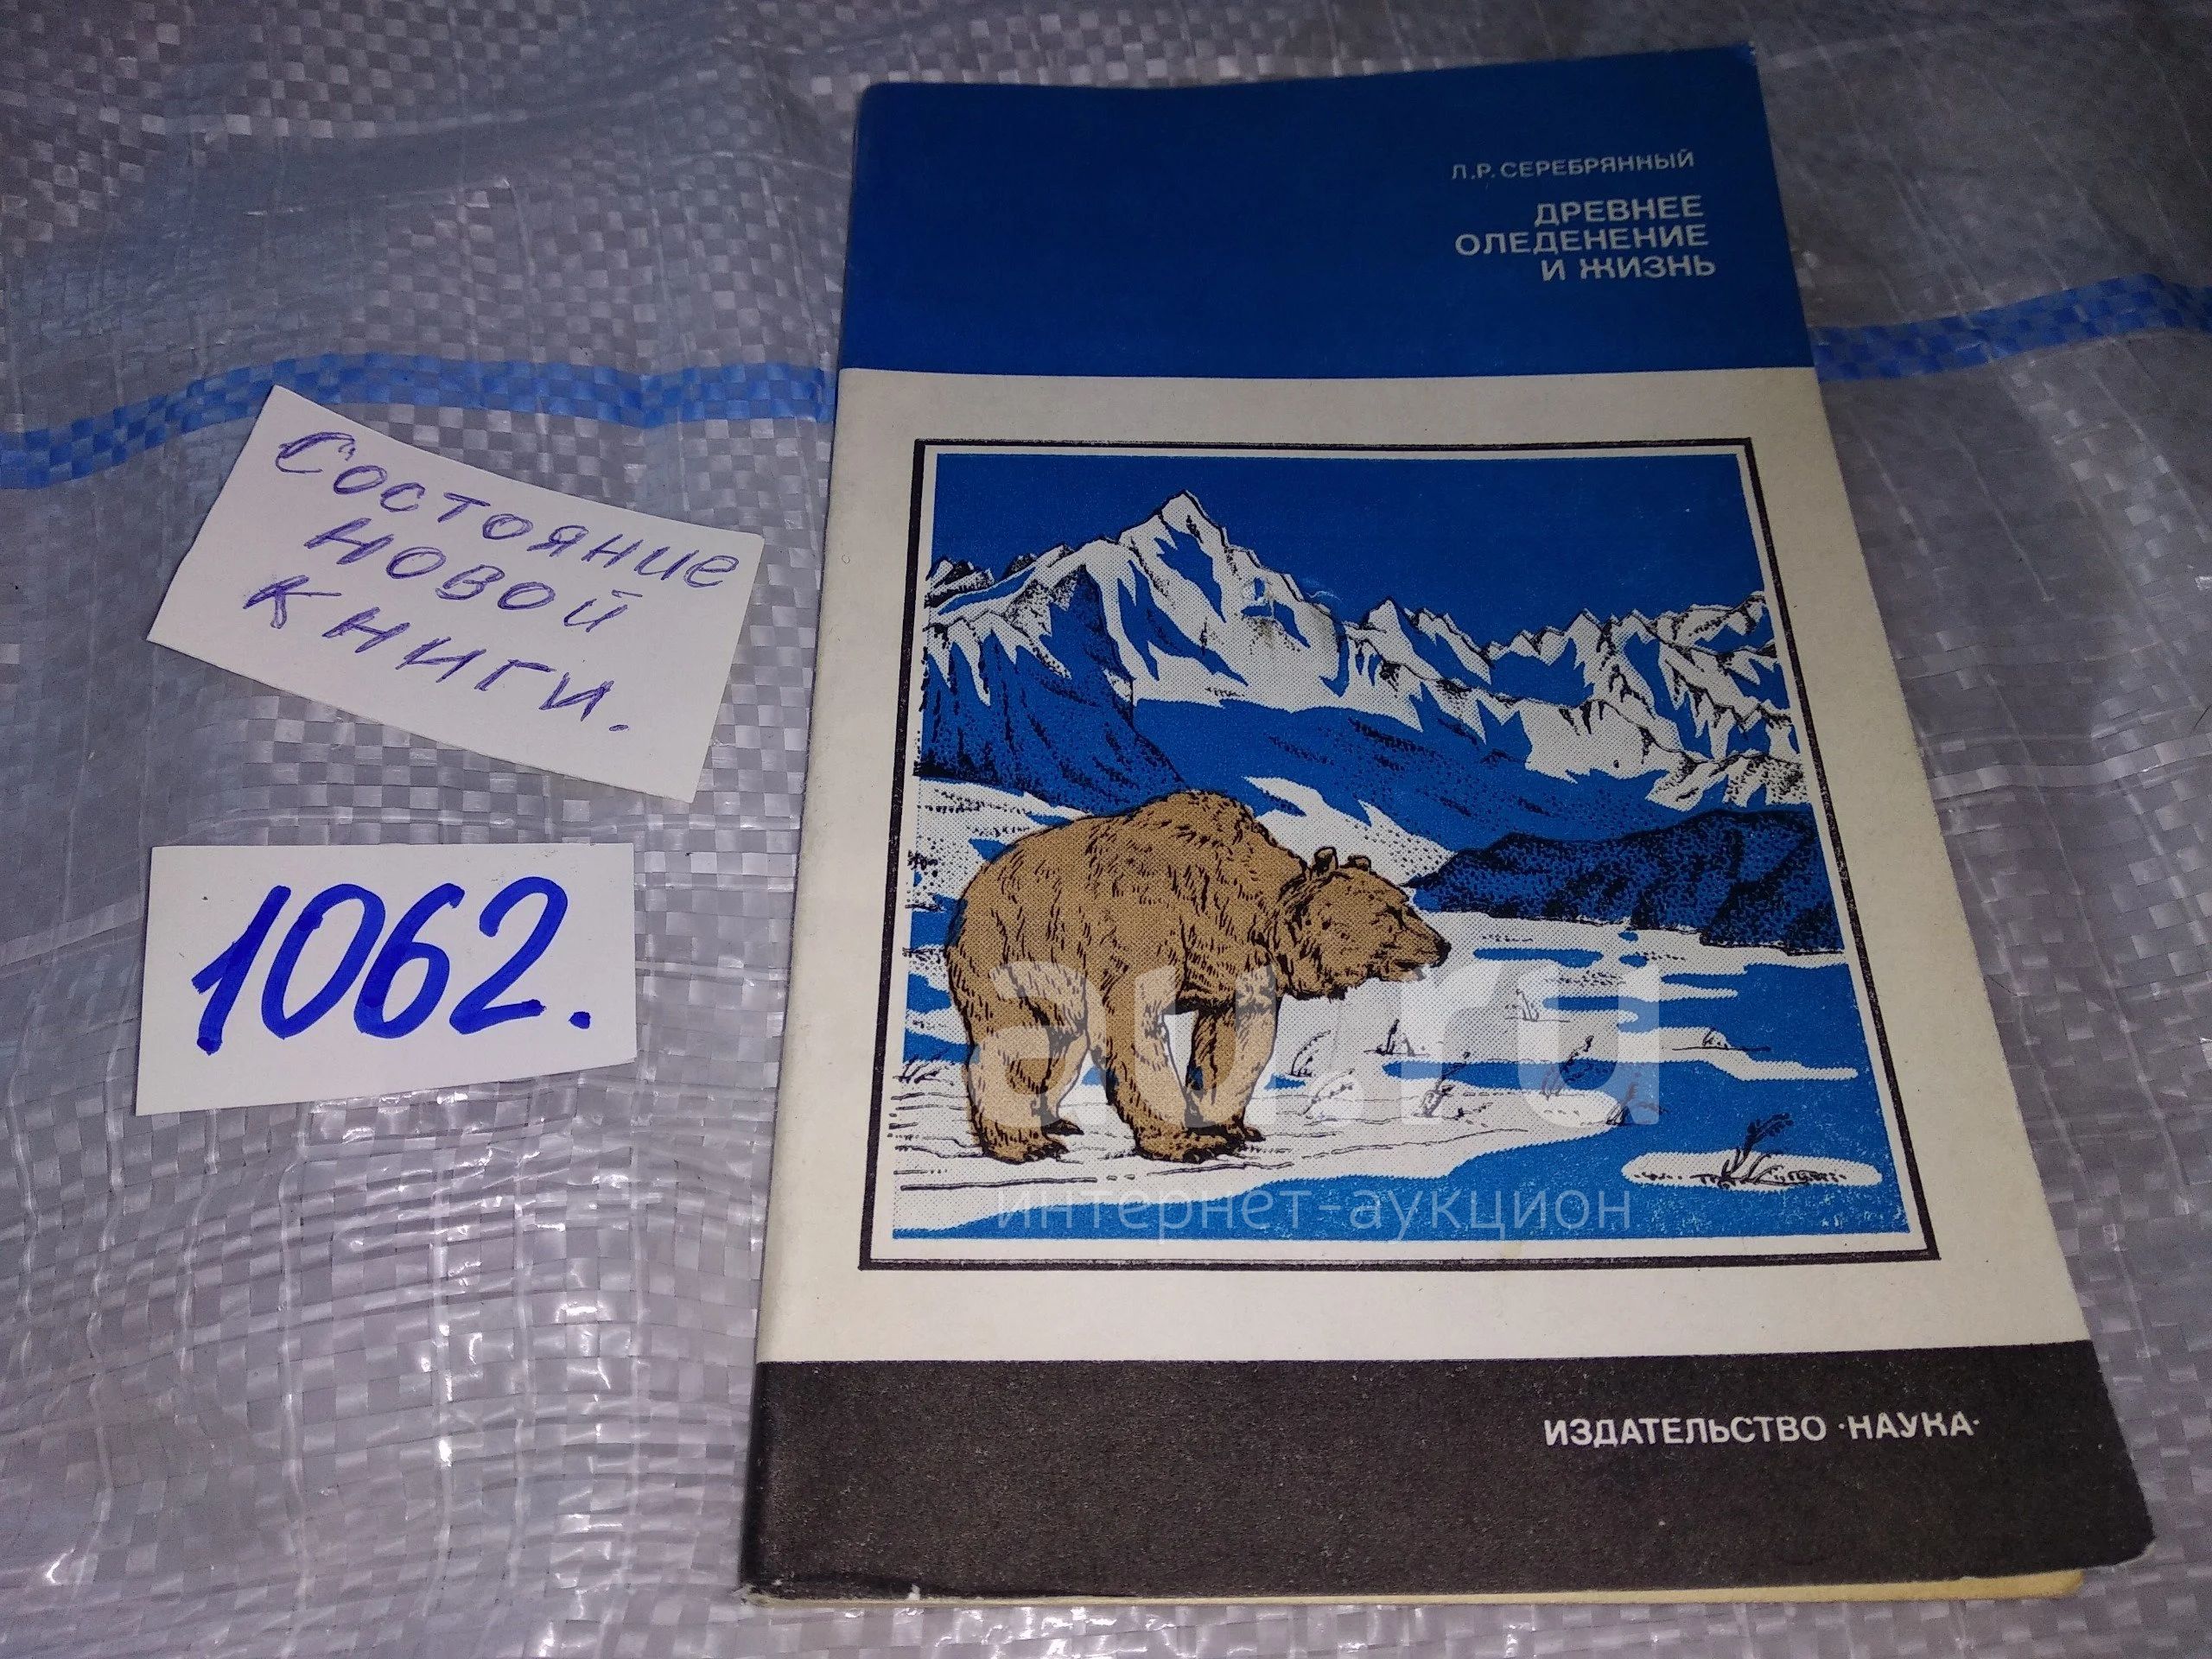 Л.Р. СЕРЕБРЯННЫЙ
ДРЕВНЕЕ
ОЛЕДЕНЕНИЕ
И ЖИЗНЬ
Состояние
новой
книги.
1062.
au.ru
интернет-аукцион
ИЗДАТЕЛЬСТВО ·НАУКА·